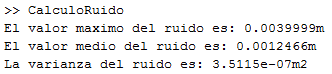 >> CalculoRuido
El valor maximo del ruido es: 0.0039999m
El valor medio del ruido es: 0.0012466m
La varianza del ruido es: 3.5115e-07m2